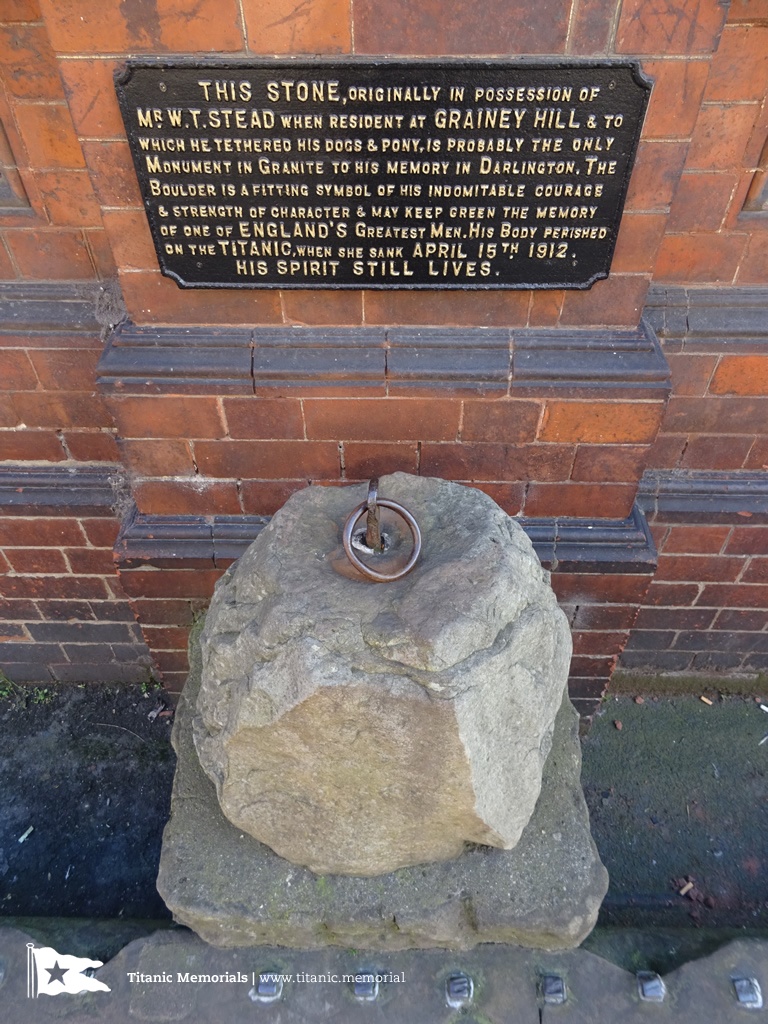 THIS STONE, ORIGINALLY IN POSSESSION OF
MR W.T. STEAD WHEN RESIDENT AT GRAINEY HILL & TO
WHICH HE TETHERED HIS DOGS & PONY, IS PROBABLY THE ONLY
MONUMENT IN GRANITE TO HIS MEMORY IN DARLINGTON. THE
BOULDER IS A FITTING SYMBOL OF HIS INDOMITABLE COURAGE
& STRENGTH OF CHARACTER & MAY KEEP GREEN THE MEMORY
OF ONE OF ENGLAND'S GREATEST MEN. HIS BODY PERISHED
ON THE TITANIC, WHEN SHE SANK APRIL 15TH 1912.
HIS SPIRIT STILL LIVES.
Titanic Memorials | www.titanic.memorial